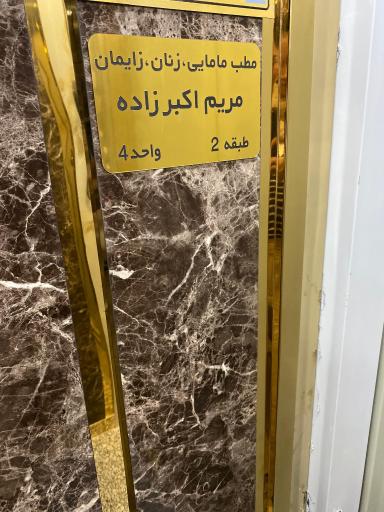 مطب مامایی،زنان،زایمان
مریم اکبرزاده
طبقه 2 واحد4